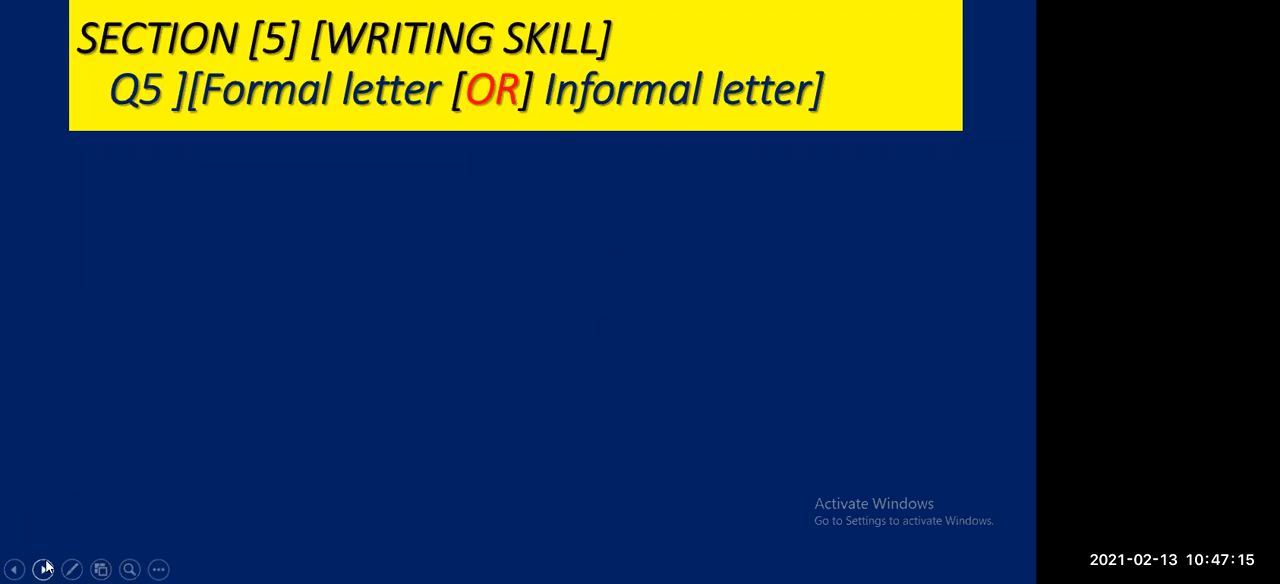 SECTION [5] [WRITING SKILL]
Q5 ][Formal letter [OR] Informal letter]
Activate Windows
Go to Settings to activate Windows.
2021-02-13 10:47:15